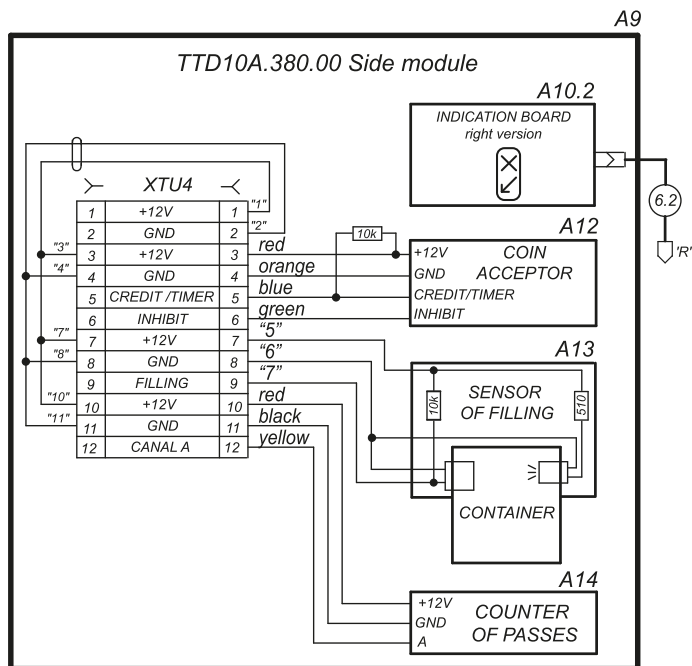 A9
TTD10A.380.00 Side module
A10.2
INDICATION BOARD
right version
6.2
'R'
XTU4
1 +12V 1 "1"
2 GND 2 "2"
"3" 3 +12V 3 red
"4" 4 GND 4 orange
5 CREDIT /TIMER 5 blue
6 INHIBIT 6 green
"7" 7 +12V 7 “5”
"8" 8 GND 8 “6”
9 FILLING 9 “7”
"10" 10 +12V 10 red
"11" 11 GND 11 black
12 CANAL A 12 yellow
10k
A12
+12V
GND
CREDIT/TIMER
INHIBIT
COIN
ACCEPTOR
A13
SENSOR
OF FILLING
10k
510
CONTAINER
A14
+12V
GND
A
COUNTER
OF PASSES